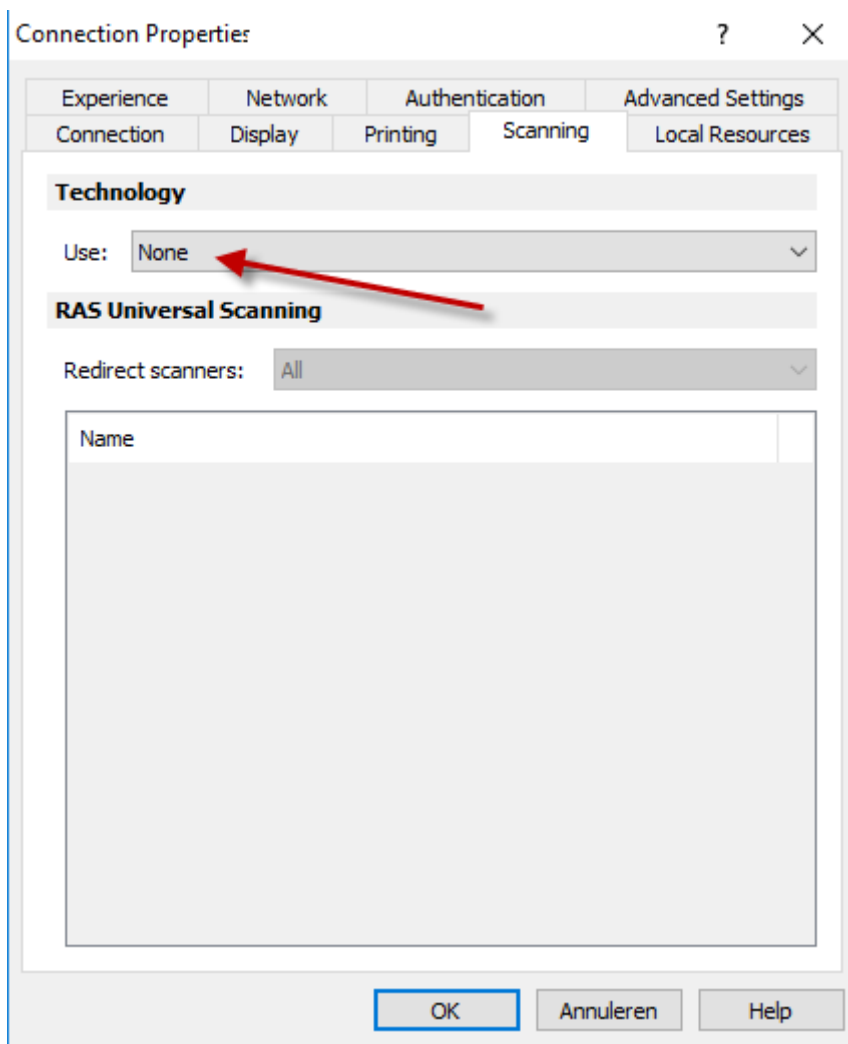 Connection Properties
Experience Network Authentication Advanced Settings
Connection Display Printing Scanning Local Resources
Technology
Use: None
RAS Universal Scanning
Redirect scanners: All
Name
OK Annuleren Help